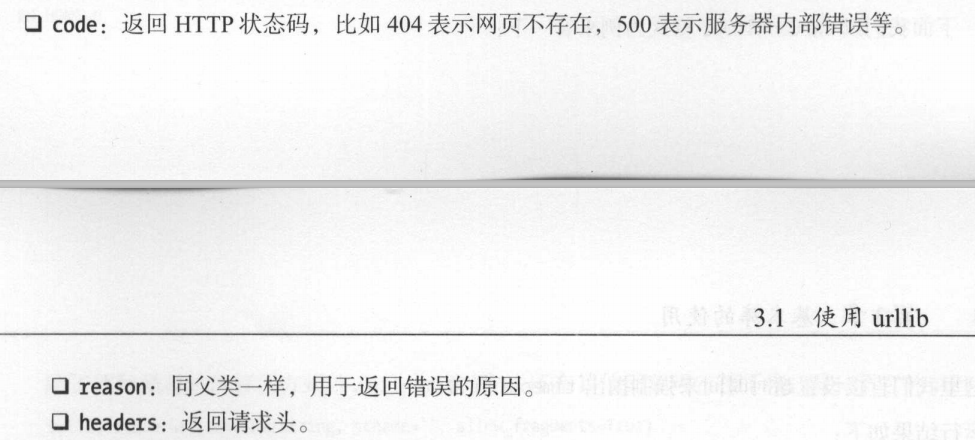 ❑ code：返回 HTTP 状态码，比如 404 表示网页不存在，500 表示服务器内部错误等。
3.1 使用 urllib
❑ reason：同父类一样，用于返回错误的原因。
❑ headers：返回请求头。